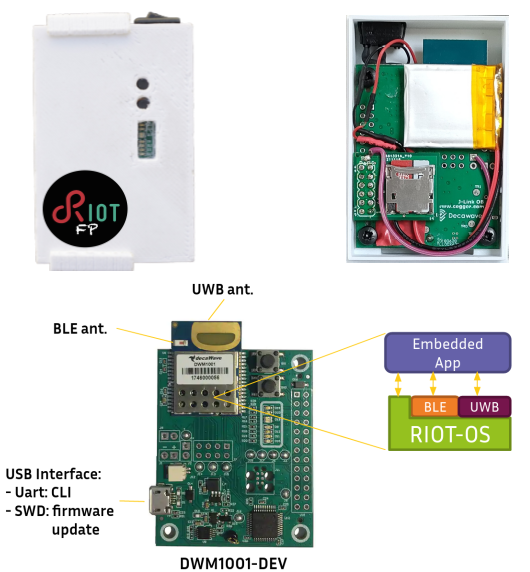 RIOT
FP
J-Link OB
www.segger.com
Decawave
UWB ant.
BLE ant.
decaWave
DWM1001
1746000056
Embedded
App
BLE
UWB
RIOT-OS
USB Interface:
- Uart: CLI
- SWD: firmware
update
DWM1001-DEV